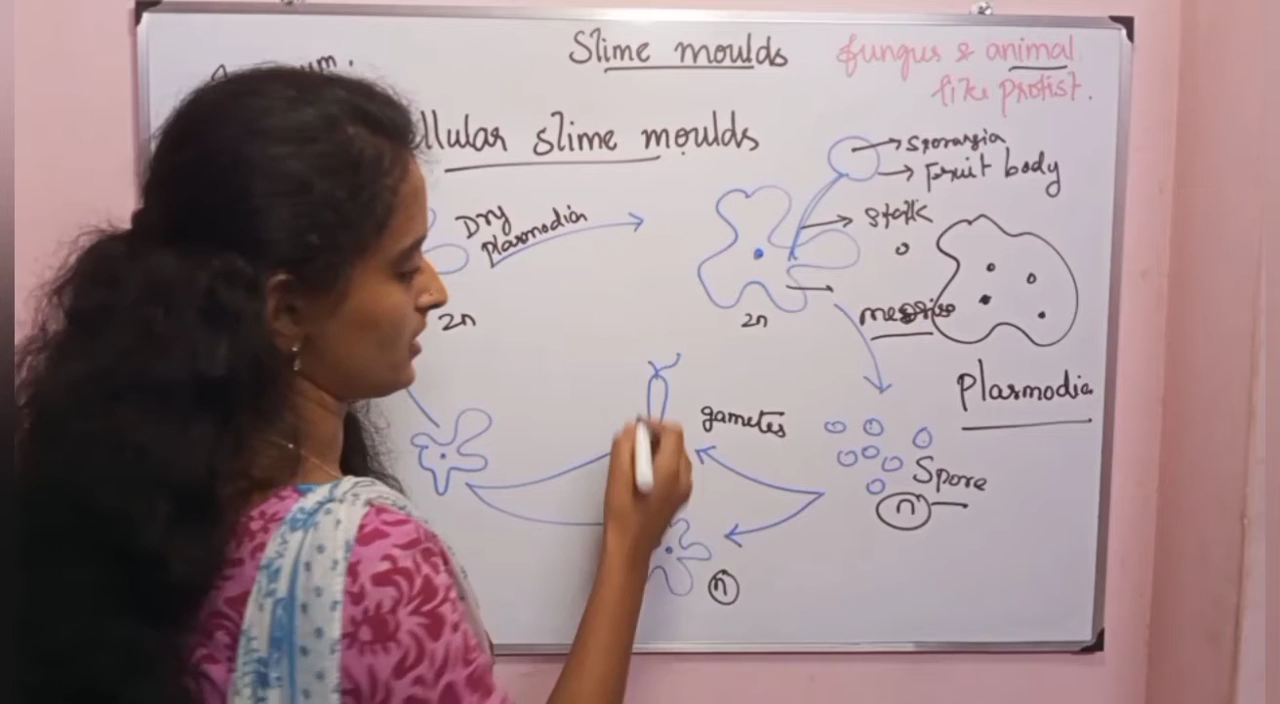 Slime moulds
fungus & animal
like protist.
llular slime moulds
Sporangia
Fruit body
Dry
plasmodia
stalk
2n
2n
Plasmodia
gametes
Spore
n
n